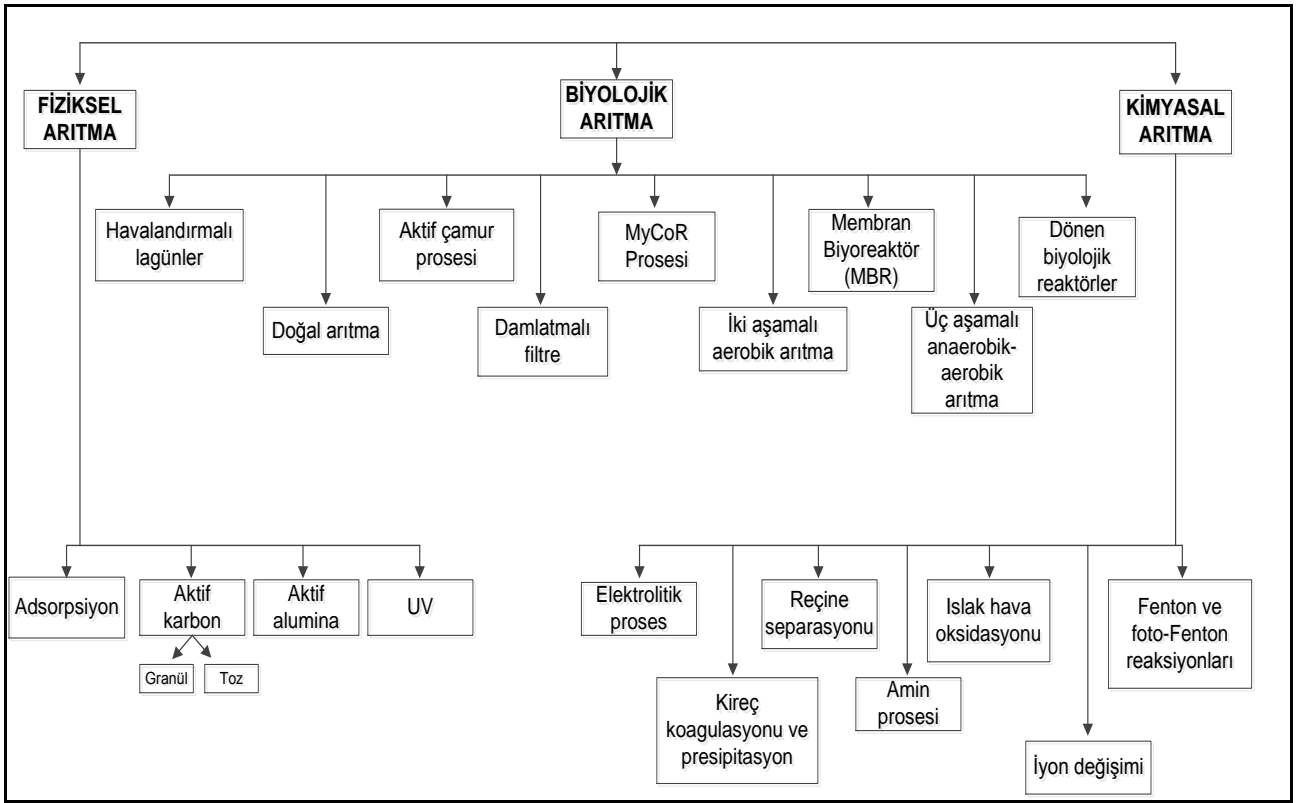 FİZİKSEL
ARITMA
BİYOLOJİK
ARITMA
KİMYASAL
ARITMA
Havalandırmalı
lagünler
Doğal arıtma
Aktif çamur
prosesi
Damlatmalı
filtre
MyCoR
Prosesi
İki aşamalı
aerobik arıtma
Membran
Biyoreaktör
(MBR)
Üç aşamalı
anaerobik-
aerobik
arıtma
Dönen
biyolojik
reaktörler
Adsorpsiyon
Aktif
karbon
Granül
Toz
Aktif
alumina
UV
Elektrolitik
proses
Kireç
koagulasyonu ve
presipitasyon
Reçine
separasyonu
Amin
prosesi
Islak hava
oksidasyonu
İyon değişimi
Fenton ve
foto-Fenton
reaksiyonları